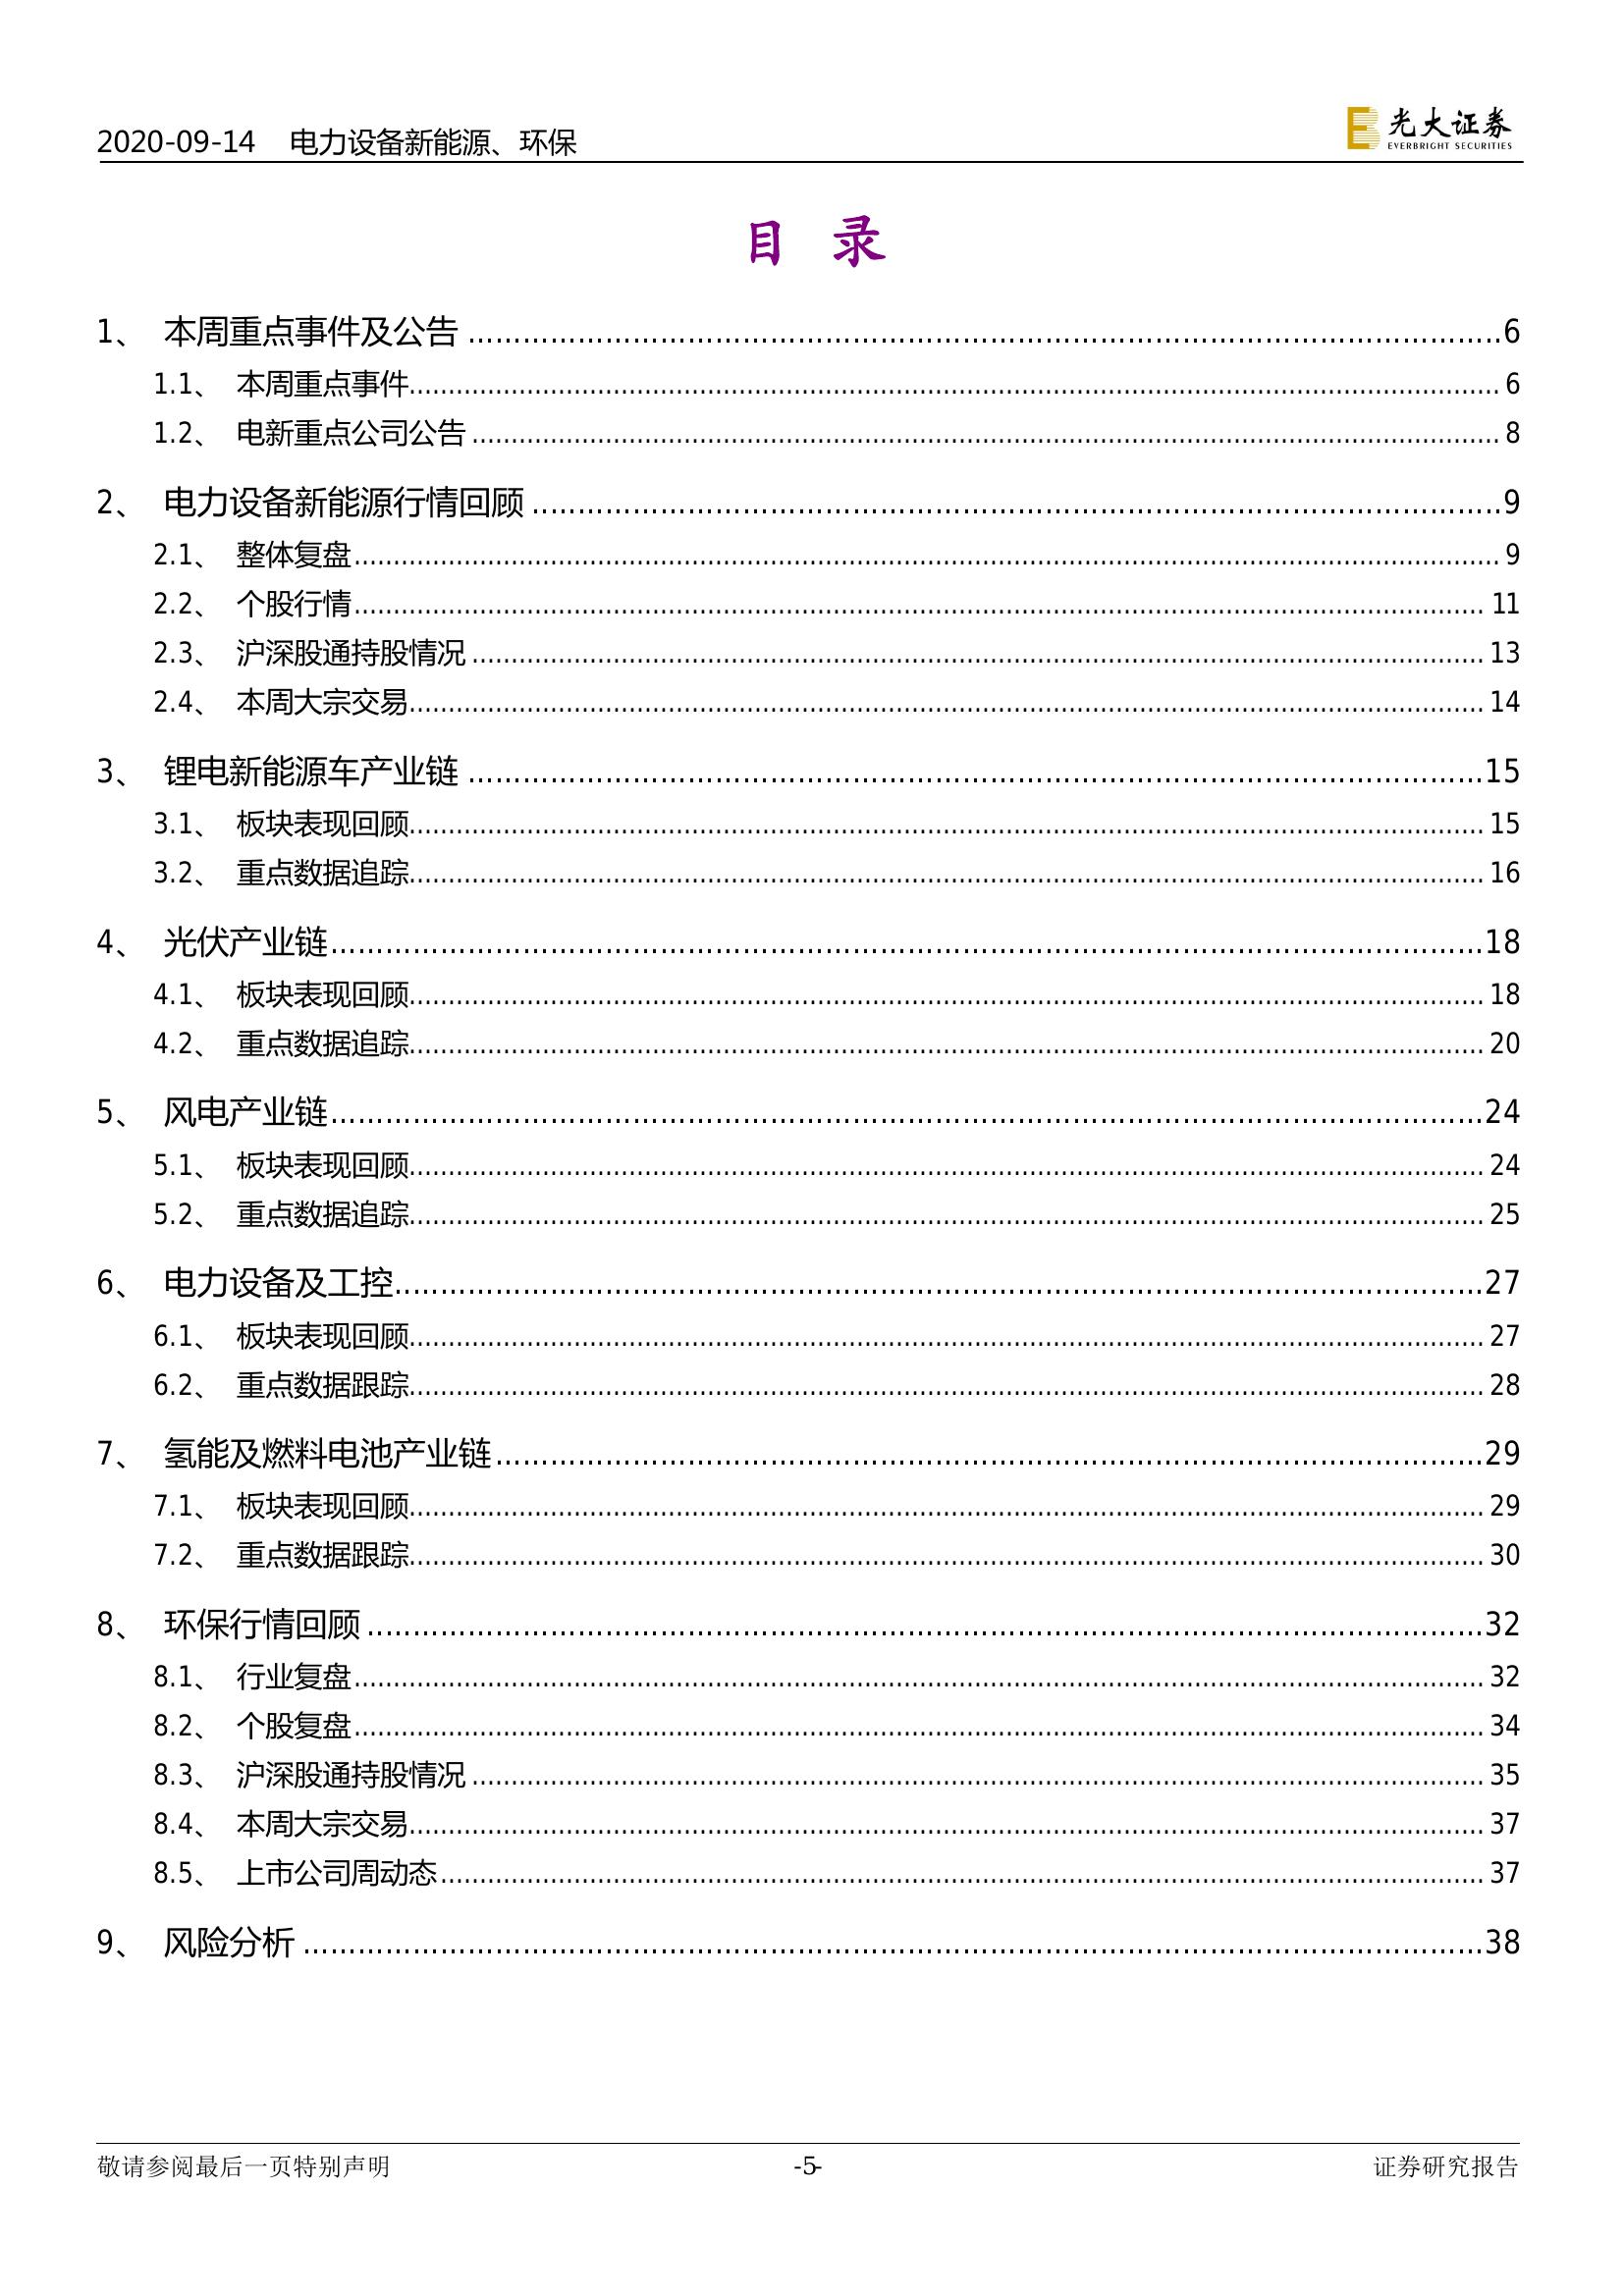 2020-09-14 电力设备新能源、环保
光大证券
EVERBRIGHT SECURITIES
目 录
1、 本周重点事件及公告 ........................................ 6
1.1、 本周重点事件 ........................................ 6
1.2、 电新重点公司公告 ........................................ 8
2、 电力设备新能源行情回顾 ........................................ 9
2.1、 整体复盘 ........................................ 9
2.2、 个股行情 ........................................ 11
2.3、 沪深股通持股情况 ........................................ 13
2.4、 本周大宗交易 ........................................ 14
3、 锂电新能源车产业链 ........................................ 15
3.1、 板块表现回顾 ........................................ 15
3.2、 重点数据追踪 ........................................ 16
4、 光伏产业链 ........................................ 18
4.1、 板块表现回顾 ........................................ 18
4.2、 重点数据追踪 ........................................ 20
5、 风电产业链 ........................................ 24
5.1、 板块表现回顾 ........................................ 24
5.2、 重点数据追踪 ........................................ 25
6、 电力设备及工控 ........................................ 27
6.1、 板块表现回顾 ........................................ 27
6.2、 重点数据跟踪 ........................................ 28
7、 氢能及燃料电池产业链 ........................................ 29
7.1、 板块表现回顾 ........................................ 29
7.2、 重点数据跟踪 ........................................ 30
8、 环保行情回顾 ........................................ 32
8.1、 行业复盘 ........................................ 32
8.2、 个股复盘 ........................................ 34
8.3、 沪深股通持股情况 ........................................ 35
8.4、 本周大宗交易 ........................................ 37
8.5、 上市公司周动态 ........................................ 37
9、 风险分析 ........................................ 38
敬请参阅最后一页特别声明 -5- 证券研究报告